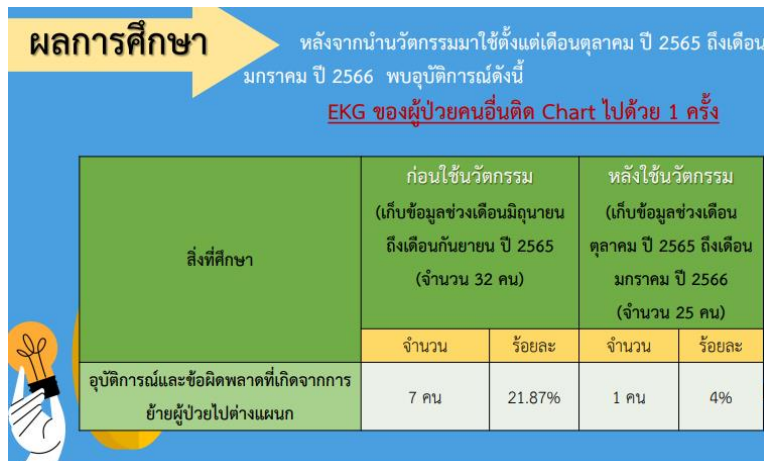 ผลการศึกษา
หลังจากนำนวัตกรรมมาใช้ตั้งแต่เดือนตุลาคม ปี 2565 ถึงเดือน
มกราคม ปี 2566 พบอุบัติการณ์ดังนี้
EKG ของผู้ป่วยคนอื่นติด Chart ไปด้วย 1 ครั้ง
สิ่งที่ศึกษา
ก่อนใช้นวัตกรรม
(เก็บข้อมูลช่วงเดือนมิถุนายน
ถึงเดือนกันยายน ปี 2565
(จำนวน 32 คน)
หลังใช้นวัตกรรม
(เก็บข้อมูลช่วงเดือน
ตุลาคม ปี 2565 ถึงเดือน
มกราคม ปี 2566
(จำนวน 25 คน)
จำนวน ร้อยละ จำนวน ร้อยละ
อุบัติการณ์และข้อผิดพลาดที่เกิดจากการ
ย้ายผู้ป่วยไปต่างแผนก
7 คน 21.87% 1 คน 4%